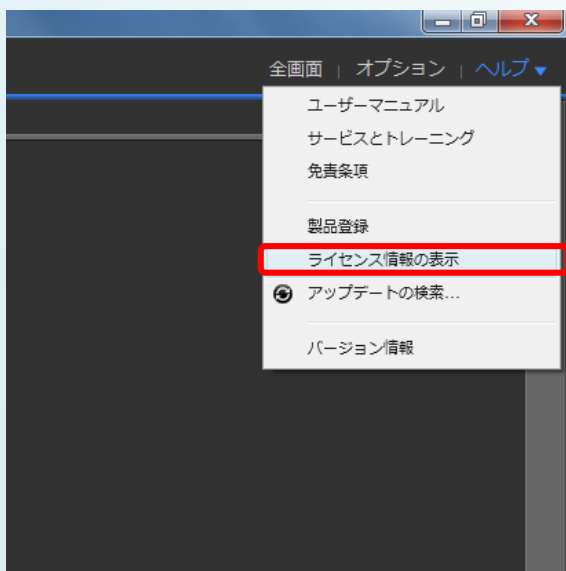 全画面 | オプション | ヘルプ▼
ユーザーマニュアル
サービスとトレーニング
免責条項
製品登録
ライセンス情報の表示
アップデートの検索...
バージョン情報